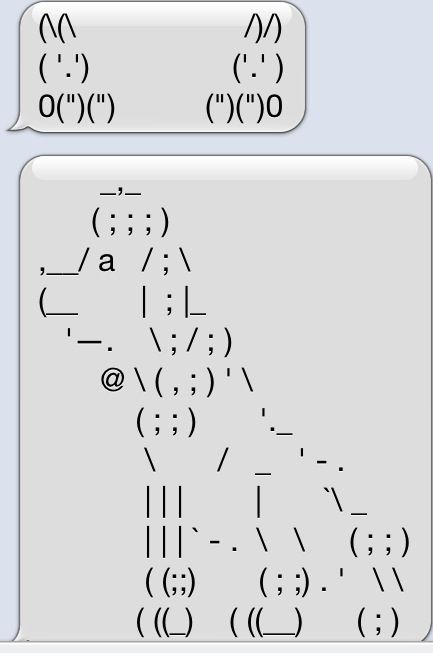 (\(\                    /)/)
( '.')                 ('.' )
0(")(")          (")(")0
_,_
( ; ; ; )
,__/ a   / ; \
(__       |  ; |_
'—.    \ ; / ; )
@ \ ( , ; ) ' \
( ; ; )       '._
\       /   _   ' - .
| | |        |       `\ _
| | | ` - .  \   \     ( ; ; )
( (;;)       ( ; ;) . '   \ \
( ((_)    ( ((__)      ( ; )